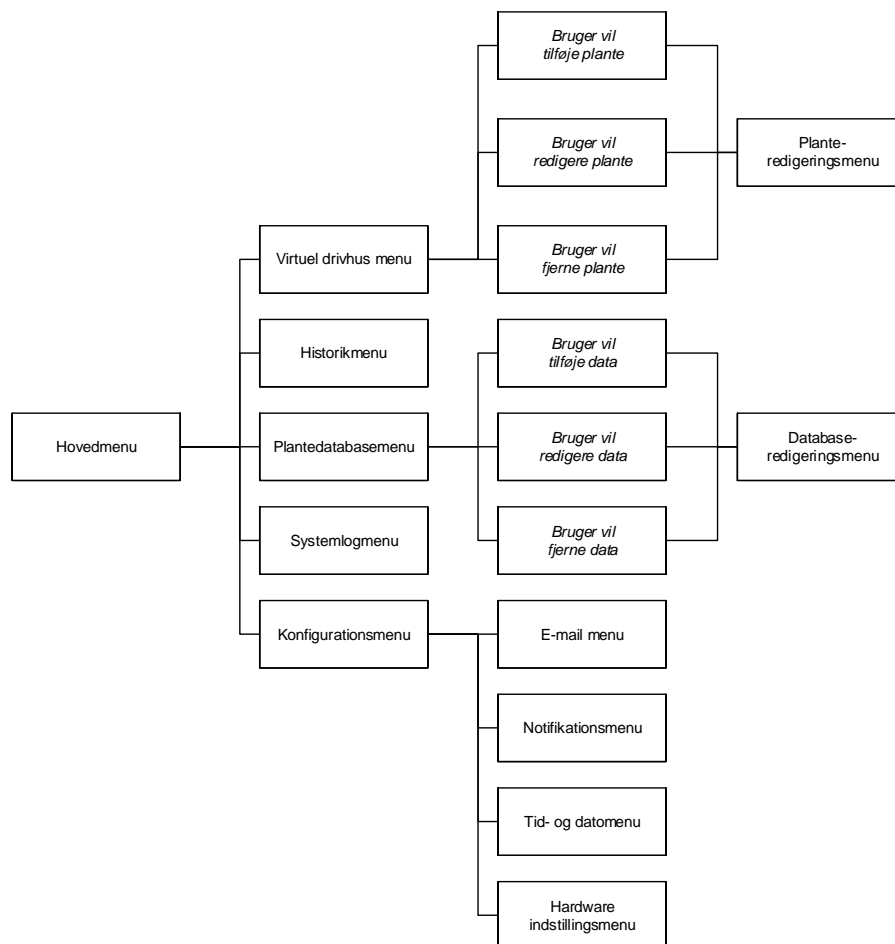 Bruger vil
tilføje plante
Bruger vil
redigere plante
Plante-
redigeringsmenu
Virtuel drivhus menu
Bruger vil
fjerne plante
Historikmenu
Bruger vil
tilføje data
Hovedmenu
Plantedatabasemenu
Bruger vil
redigere data
Database-
redigeringsmenu
Systemlogmenu
Bruger vil
fjerne data
Konfigurationsmenu
E-mail menu
Notifikationsmenu
Tid- og datomenu
Hardware
indstillingsmenu